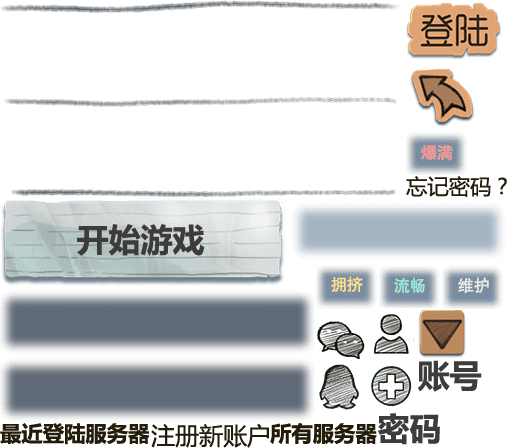 登陆
爆满
忘记密码？
开始游戏
拥挤 流畅 维护
账号
最近登陆服务器 注册新账户 所有服务器 密码